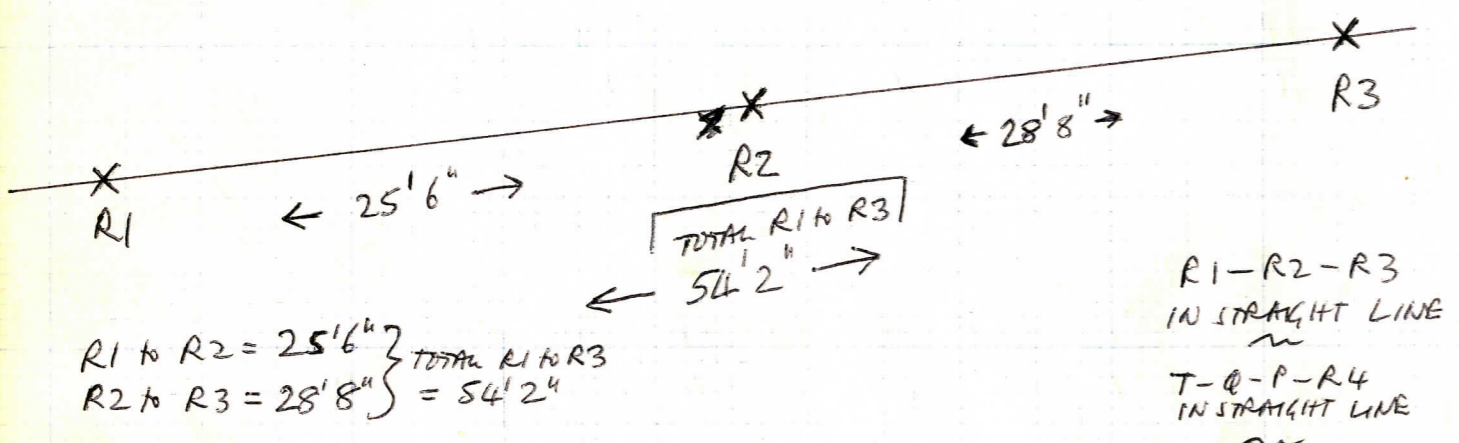 R3
R2
← 28'8" →
R1
← 25'6" →
TOTAL R1 to R3
← 54'2" →
R1 to R2 = 25'6" } TOTAL R1 to R3
R2 to R3 = 28'8" } = 54'2"
R1-R2-R3
IN STRAIGHT LINE
~
T-Q-P-R4
IN STRAIGHT LINE